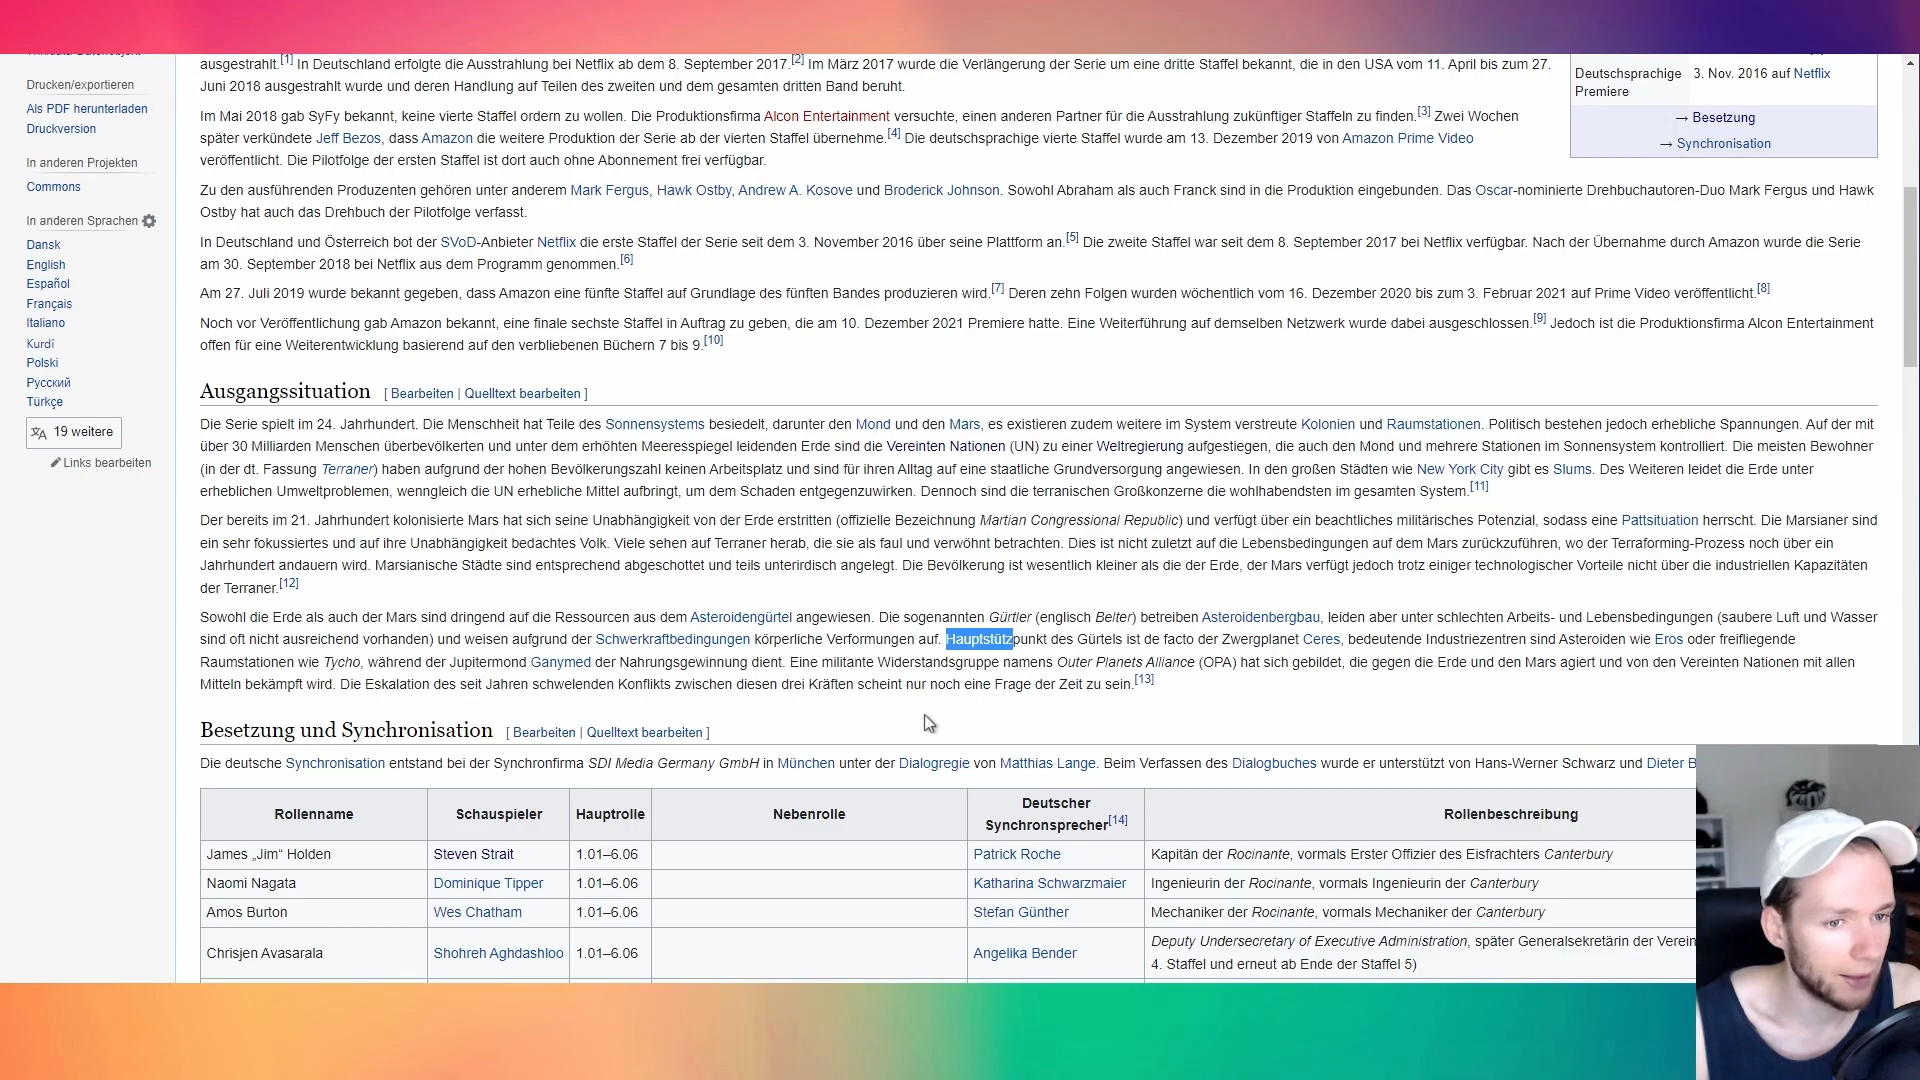 ausgestrahlt.[1] In Deutschland erfolgte die Ausstrahlung bei Netflix ab dem 8. September 2017.[2] Im März 2017 wurde die Verlängerung der Serie um eine dritte Staffel bekannt, die in den USA vom 11. April bis zum 27.
Juni 2018 ausgestrahlt wurde und deren Handlung auf Teilen des zweiten und dem gesamten dritten Band beruht.
Im Mai 2018 gab SyFy bekannt, keine vierte Staffel ordern zu wollen. Die Produktionsfirma Alcon Entertainment versuchte, einen anderen Partner für die Ausstrahlung zukünftiger Staffeln zu finden.[3] Zwei Wochen
später verkündete Jeff Bezos, dass Amazon die weitere Produktion der Serie ab der vierten Staffel übernehme.[4] Die deutschsprachige vierte Staffel wurde am 13. Dezember 2019 von Amazon Prime Video
veröffentlicht. Die Pilotfolge der ersten Staffel ist dort auch ohne Abonnement frei verfügbar.
Zu den ausführenden Produzenten gehören unter anderem Mark Fergus, Hawk Ostby, Andrew A. Kosove und Broderick Johnson. Sowohl Abraham als auch Franck sind in die Produktion eingebunden. Das Oscar-nominierte Drehbuchautoren-Duo Mark Fergus und Hawk
Ostby hat auch das Drehbuch der Pilotfolge verfasst.
In Deutschland und Österreich bot der SVoD-Anbieter Netflix die erste Staffel der Serie seit dem 3. November 2016 über seine Plattform an.[5] Die zweite Staffel war seit dem 8. September 2017 bei Netflix verfügbar. Nach der Übernahme durch Amazon wurde die Serie
am 30. September 2018 bei Netflix aus dem Programm genommen.[6]
Am 27. Juli 2019 wurde bekannt gegeben, dass Amazon eine fünfte Staffel auf Grundlage des fünften Bandes produzieren wird.[7] Deren zehn Folgen wurden wöchentlich vom 16. Dezember 2020 bis zum 3. Februar 2021 auf Prime Video veröffentlicht.[8]
Noch vor Veröffentlichung gab Amazon bekannt, eine finale sechste Staffel in Auftrag zu geben, die am 10. Dezember 2021 Premiere hatte. Eine Weiterführung auf demselben Netzwerk wurde dabei ausgeschlossen.[9] Jedoch ist die Produktionsfirma Alcon Entertainment
offen für eine Weiterentwicklung basierend auf den verbliebenen Büchern 7 bis 9.[10]
Deutschsprachige 3. Nov. 2016 auf Netflix
Premiere
→ Besetzung
→ Synchronisation
Drucken/exportieren
Als PDF herunterladen
Druckversion
In anderen Projekten
Commons
In anderen Sprachen
Dansk
English
Español
Français
Italiano
Kurdî
Polski
Русский
Türkçe
19 weitere
Links bearbeiten
Ausgangssituation [ Bearbeiten | Quelltext bearbeiten ]
Die Serie spielt im 24. Jahrhundert. Die Menschheit hat Teile des Sonnensystems besiedelt, darunter den Mond und den Mars, es existieren zudem weitere im System verstreute Kolonien und Raumstationen. Politisch bestehen jedoch erhebliche Spannungen. Auf der mit
über 30 Milliarden Menschen überbevölkerten und unter dem erhöhten Meeresspiegel leidenden Erde sind die Vereinten Nationen (UN) zu einer Weltregierung aufgestiegen, die auch den Mond und mehrere Stationen im Sonnensystem kontrolliert. Die meisten Bewohner
(in der dt. Fassung Terraner) haben aufgrund der hohen Bevölkerungszahl keinen Arbeitsplatz und sind für ihren Alltag auf eine staatliche Grundversorgung angewiesen. In den großen Städten wie New York City gibt es Slums. Des Weiteren leidet die Erde unter
erheblichen Umweltproblemen, wenngleich die UN erhebliche Mittel aufbringt, um dem Schaden entgegenzuwirken. Dennoch sind die terranischen Großkonzerne die wohlhabendsten im gesamten System.[11]
Der bereits im 21. Jahrhundert kolonisierte Mars hat sich seine Unabhängigkeit von der Erde erstritten (offizielle Bezeichnung Martian Congressional Republic) und verfügt über ein beachtliches militärisches Potenzial, sodass eine Pattsituation herrscht. Die Marsianer sind
ein sehr fokussiertes und auf ihre Unabhängigkeit bedachtes Volk. Viele sehen auf Terraner herab, die sie als faul und verwöhnt betrachten. Dies ist nicht zuletzt auf die Lebensbedingungen auf dem Mars zurückzuführen, wo der Terraforming-Prozess noch über ein
Jahrhundert andauern wird. Marsianische Städte sind entsprechend abgeschottet und teils unterirdisch angelegt. Die Bevölkerung ist wesentlich kleiner als die der Erde, der Mars verfügt jedoch trotz einiger technologischer Vorteile nicht über die industriellen Kapazitäten
der Terraner.[12]
Sowohl die Erde als auch der Mars sind dringend auf die Ressourcen aus dem Asteroidengürtel angewiesen. Die sogenannten Gürtler (englisch Belter) betreiben Asteroidenbergbau, leiden aber unter schlechten Arbeits- und Lebensbedingungen (saubere Luft und Wasser
sind oft nicht ausreichend vorhanden) und weisen aufgrund der Schwerkraftbedingungen körperliche Verformungen auf. Hauptstützpunkt des Gürtels ist de facto der Zwergplanet Ceres, bedeutende Industriezentren sind Asteroiden wie Eros oder freifliegende
Raumstationen wie Tycho, während der Jupitermond Ganymed der Nahrungsgewinnung dient. Eine militante Widerstandsgruppe namens Outer Planets Alliance (OPA) hat sich gebildet, die gegen die Erde und den Mars agiert und von den Vereinten Nationen mit allen
Mitteln bekämpft wird. Die Eskalation des seit Jahren schwelenden Konflikts zwischen diesen drei Kräften scheint nur noch eine Frage der Zeit zu sein.[13]
Besetzung und Synchronisation [ Bearbeiten | Quelltext bearbeiten ]
Die deutsche Synchronisation entstand bei der Synchronfirma SDI Media Germany GmbH in München unter der Dialogregie von Matthias Lange. Beim Verfassen des Dialogbuches wurde er unterstützt von Hans-Werner Schwarz und Dieter B
Rollenname Schauspieler Hauptrolle Nebenrolle Deutscher Synchronsprecher[14] Rollenbeschreibung
James „Jim“ Holden Steven Strait 1.01–6.06 Patrick Roche Kapitän der Rocinante, vormals Erster Offizier des Eisfrachters Canterbury
Naomi Nagata Dominique Tipper 1.01–6.06 Katharina Schwarzmaier Ingenieurin der Rocinante, vormals Ingenieurin der Canterbury
Amos Burton Wes Chatham 1.01–6.06 Stefan Günther Mechaniker der Rocinante, vormals Mechaniker der Canterbury
Chrisjen Avasarala Shohreh Aghdashloo 1.01–6.06 Angelika Bender Deputy Undersecretary of Executive Administration, später Generalsekretärin der Verein
4. Staffel und erneut ab Ende der Staffel 5)